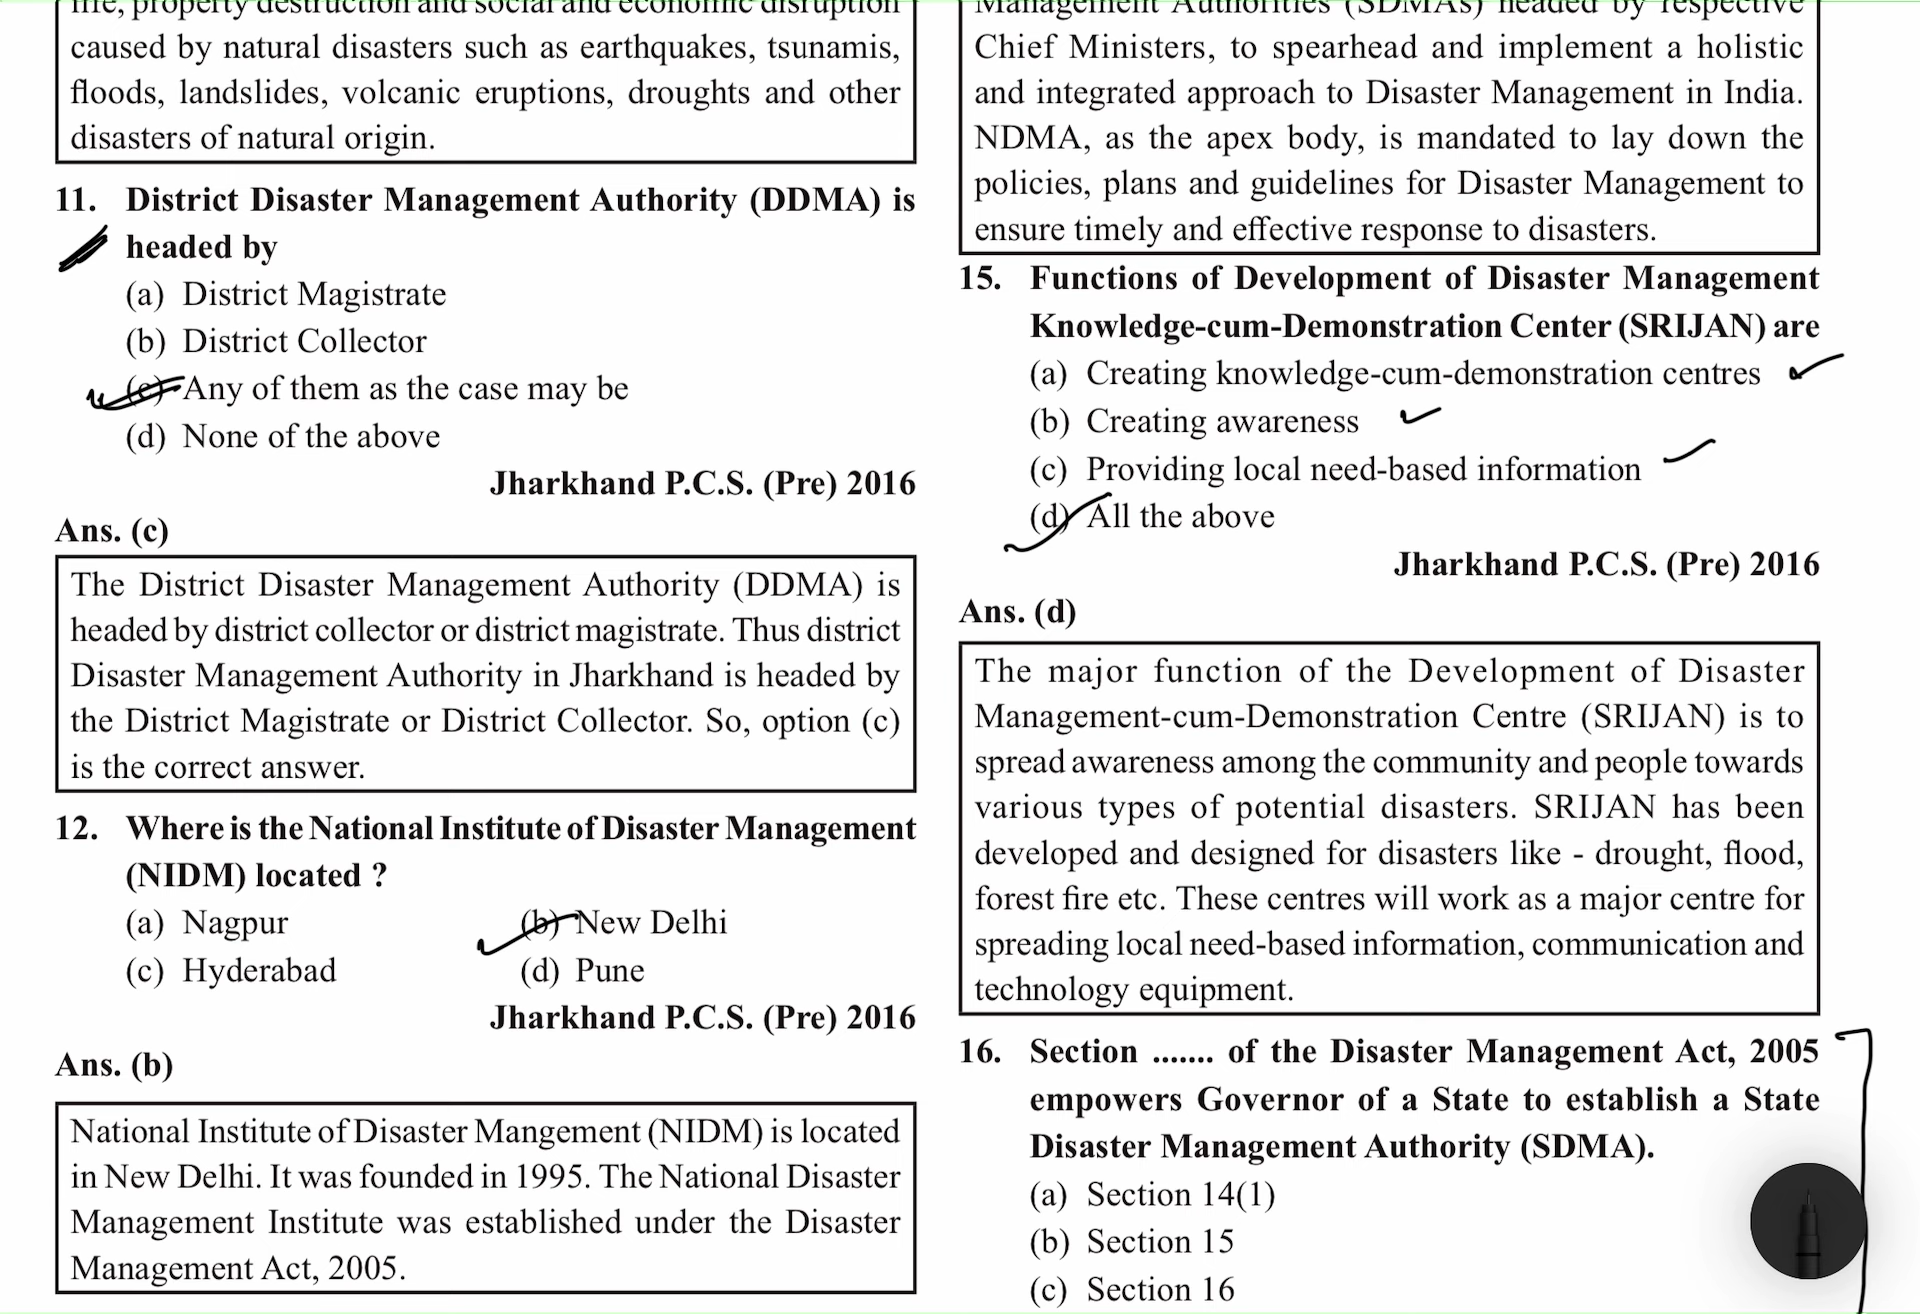 life, property destruction and social and economic disruption
caused by natural disasters such as earthquakes, tsunamis,
floods, landslides, volcanic eruptions, droughts and other
disasters of natural origin.
11. District Disaster Management Authority (DDMA) is
headed by
(a) District Magistrate
(b) District Collector
(c) Any of them as the case may be
(d) None of the above
Jharkhand P.C.S. (Pre) 2016
Ans. (c)
The District Disaster Management Authority (DDMA) is
headed by district collector or district magistrate. Thus district
Disaster Management Authority in Jharkhand is headed by
the District Magistrate or District Collector. So, option (c)
is the correct answer.
12. Where is the National Institute of Disaster Management
(NIDM) located ?
(a) Nagpur (b) New Delhi
(c) Hyderabad (d) Pune
Jharkhand P.C.S. (Pre) 2016
Ans. (b)
National Institute of Disaster Mangement (NIDM) is located
in New Delhi. It was founded in 1995. The National Disaster
Management Institute was established under the Disaster
Management Act, 2005.
Management Authorities (SDMAs) headed by respective
Chief Ministers, to spearhead and implement a holistic
and integrated approach to Disaster Management in India.
NDMA, as the apex body, is mandated to lay down the
policies, plans and guidelines for Disaster Management to
ensure timely and effective response to disasters.
15. Functions of Development of Disaster Management
Knowledge-cum-Demonstration Center (SRIJAN) are
(a) Creating knowledge-cum-demonstration centres
(b) Creating awareness
(c) Providing local need-based information
(d) All the above
Jharkhand P.C.S. (Pre) 2016
Ans. (d)
The major function of the Development of Disaster
Management-cum-Demonstration Centre (SRIJAN) is to
spread awareness among the community and people towards
various types of potential disasters. SRIJAN has been
developed and designed for disasters like - drought, flood,
forest fire etc. These centres will work as a major centre for
spreading local need-based information, communication and
technology equipment.
16. Section ....... of the Disaster Management Act, 2005
empowers Governor of a State to establish a State
Disaster Management Authority (SDMA).
(a) Section 14(1)
(b) Section 15
(c) Section 16